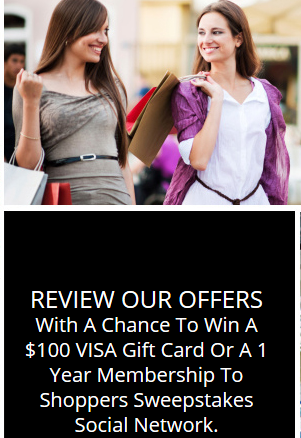 REVIEW OUR OFFERS
With A Chance To Win A
$100 VISA Gift Card Or A 1
Year Membership To
Shoppers Sweepstakes
Social Network.